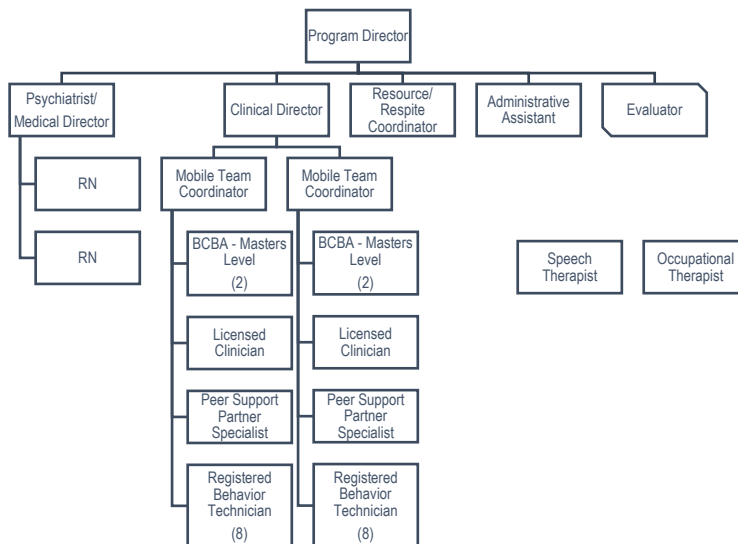 Program Director
Psychiatrist/
Medical Director
Clinical Director
Resource/
Respite
Coordinator
Administrative
Assistant
Evaluator
RN
RN
Mobile Team
Coordinator
Mobile Team
Coordinator
BCBA - Masters
Level
(2)
BCBA - Masters
Level
(2)
Speech
Therapist
Occupational
Therapist
Licensed
Clinician
Licensed
Clinician
Peer Support
Partner
Specialist
Peer Support
Partner
Specialist
Registered
Behavior
Technician
(8)
Registered
Behavior
Technician
(8)